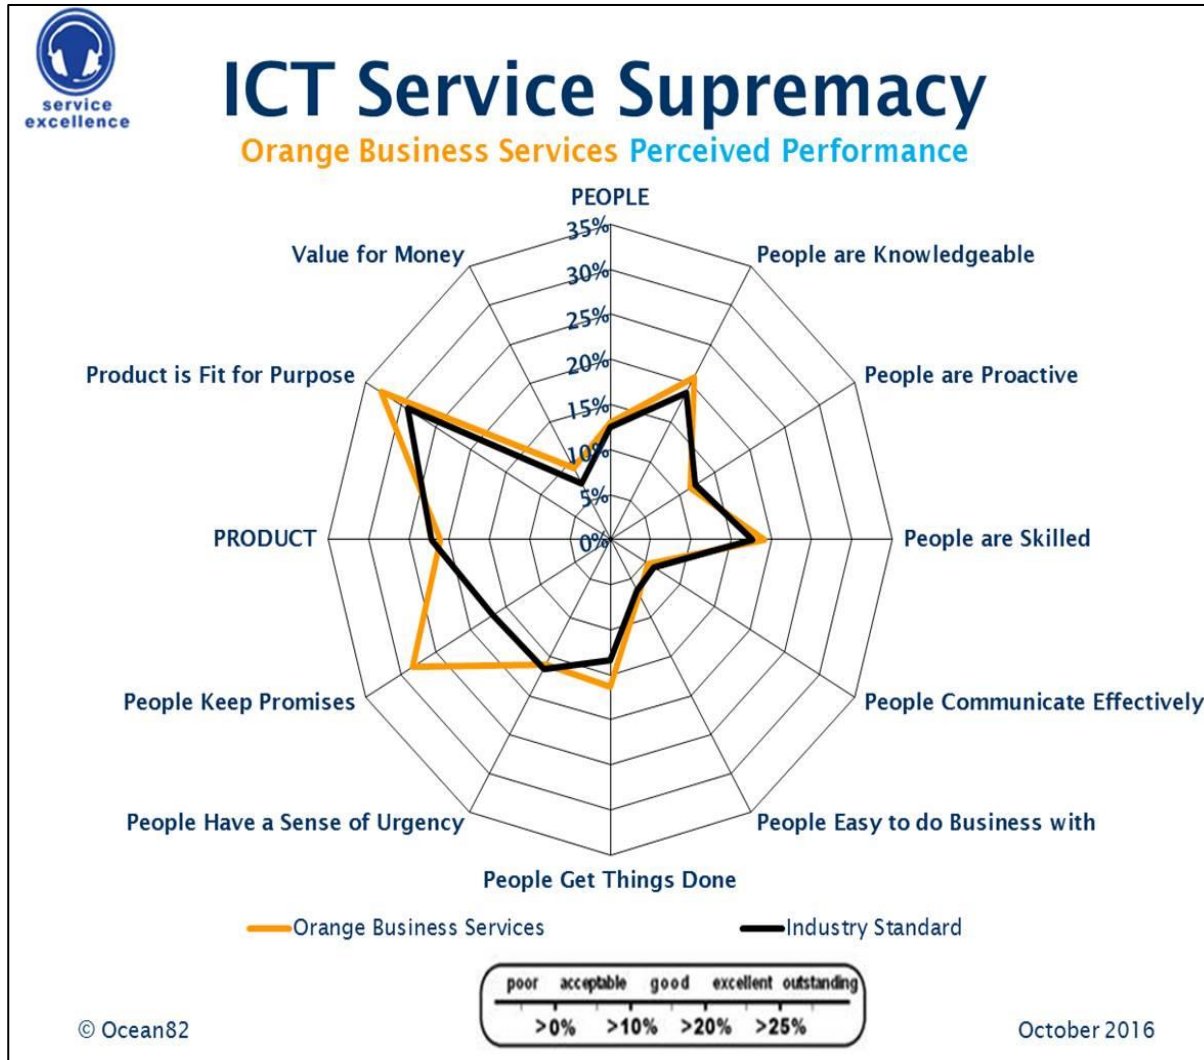 service
excellence
ICT Service Supremacy
Orange Business Services Perceived Performance
PEOPLE
35%
30%
25%
20%
15%
10%
5%
0%
Value for Money
People are Knowledgeable
Product is Fit for Purpose
People are Proactive
PRODUCT
People are Skilled
People Keep Promises
People Communicate Effectively
People Have a Sense of Urgency
People Easy to do Business with
People Get Things Done
Orange Business Services
Industry Standard
poor acceptable good excellent outstanding
>0% >10% >20% >25%
© Ocean82
October 2016